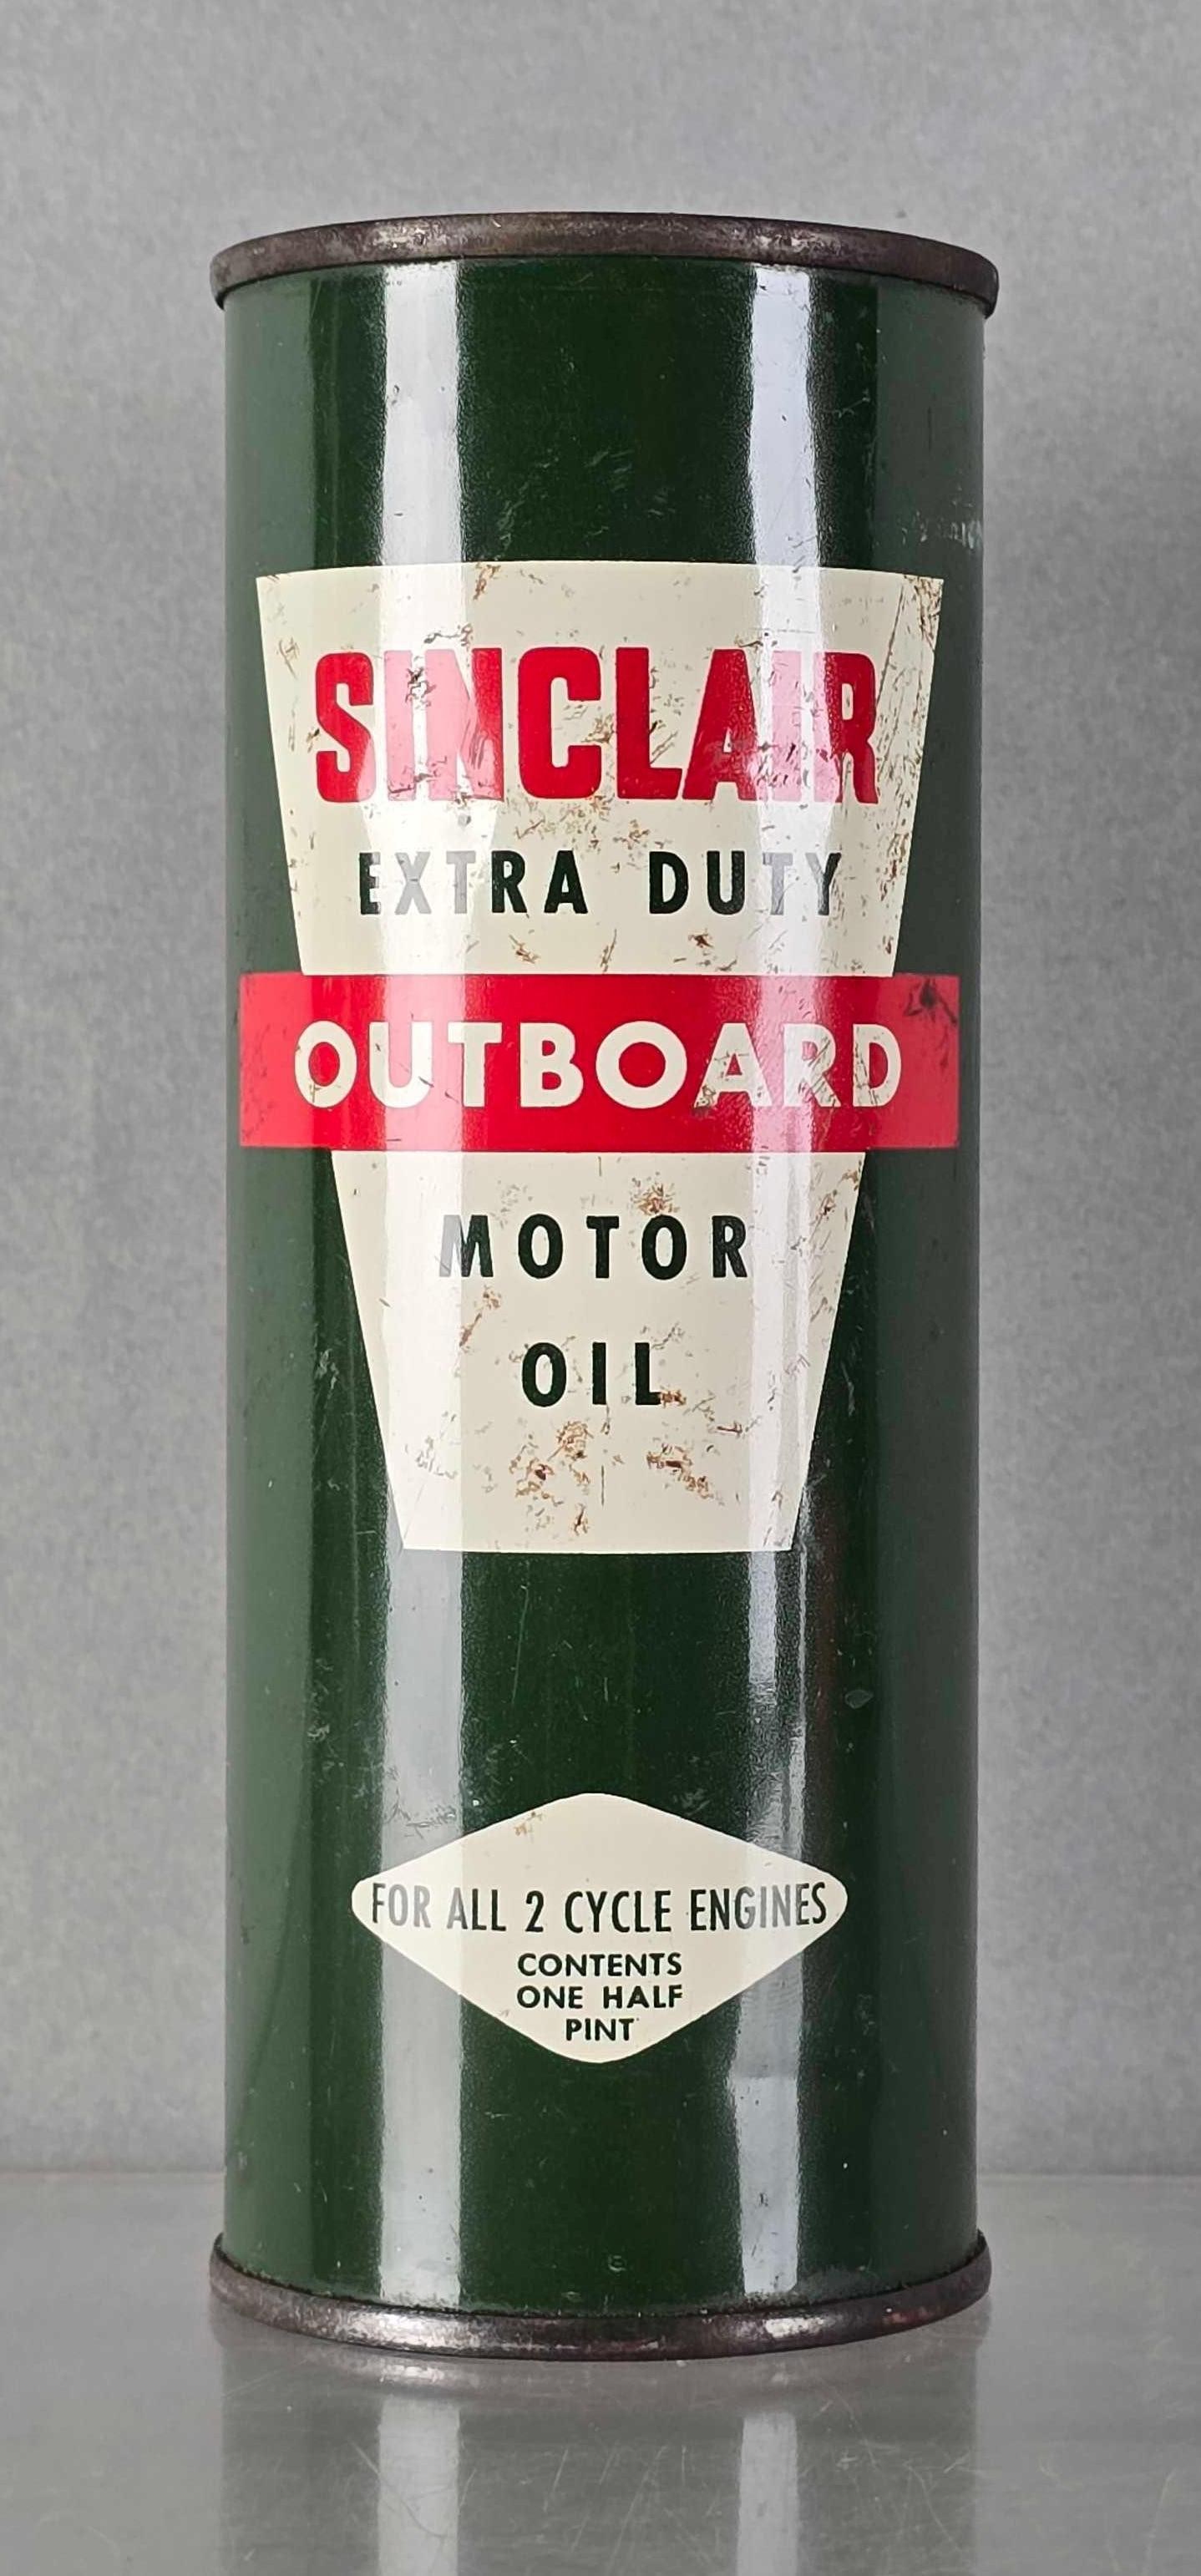 SINCLAIR
EXTRA DUTY
OUTBOARD
MOTOR
OIL
FOR ALL 2 CYCLE ENGINES
CONTENTS
ONE HALF
PINT